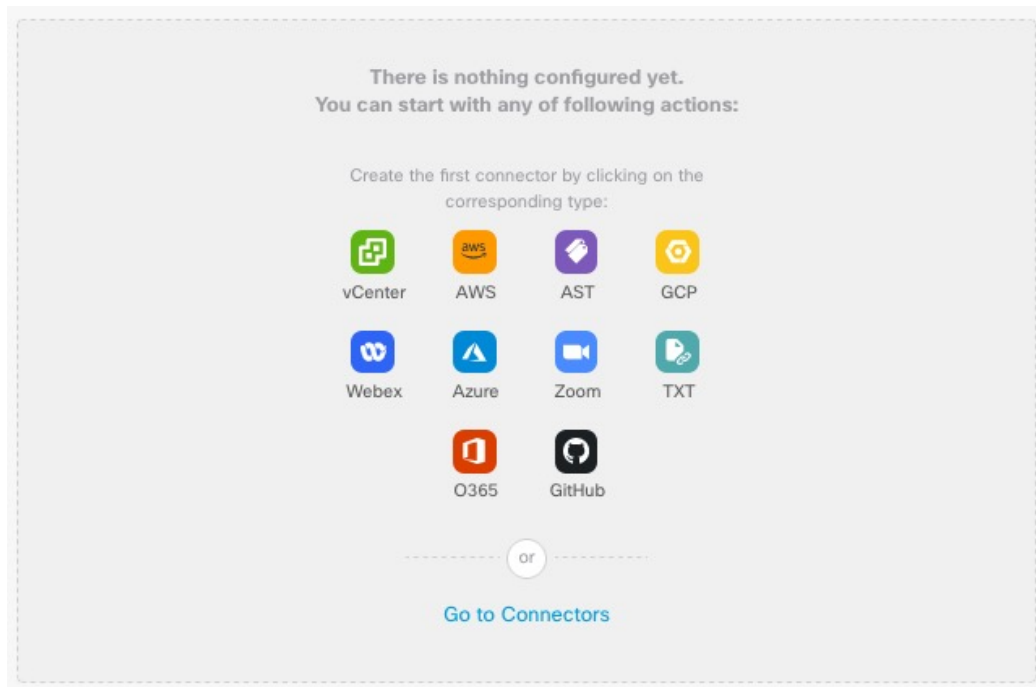 There is nothing configured yet.
You can start with any of following actions:
Create the first connector by clicking on the
corresponding type:
aws
vCenter AWS AST GCP
Webex Azure Zoom TXT
O365 GitHub
or
Go to Connectors